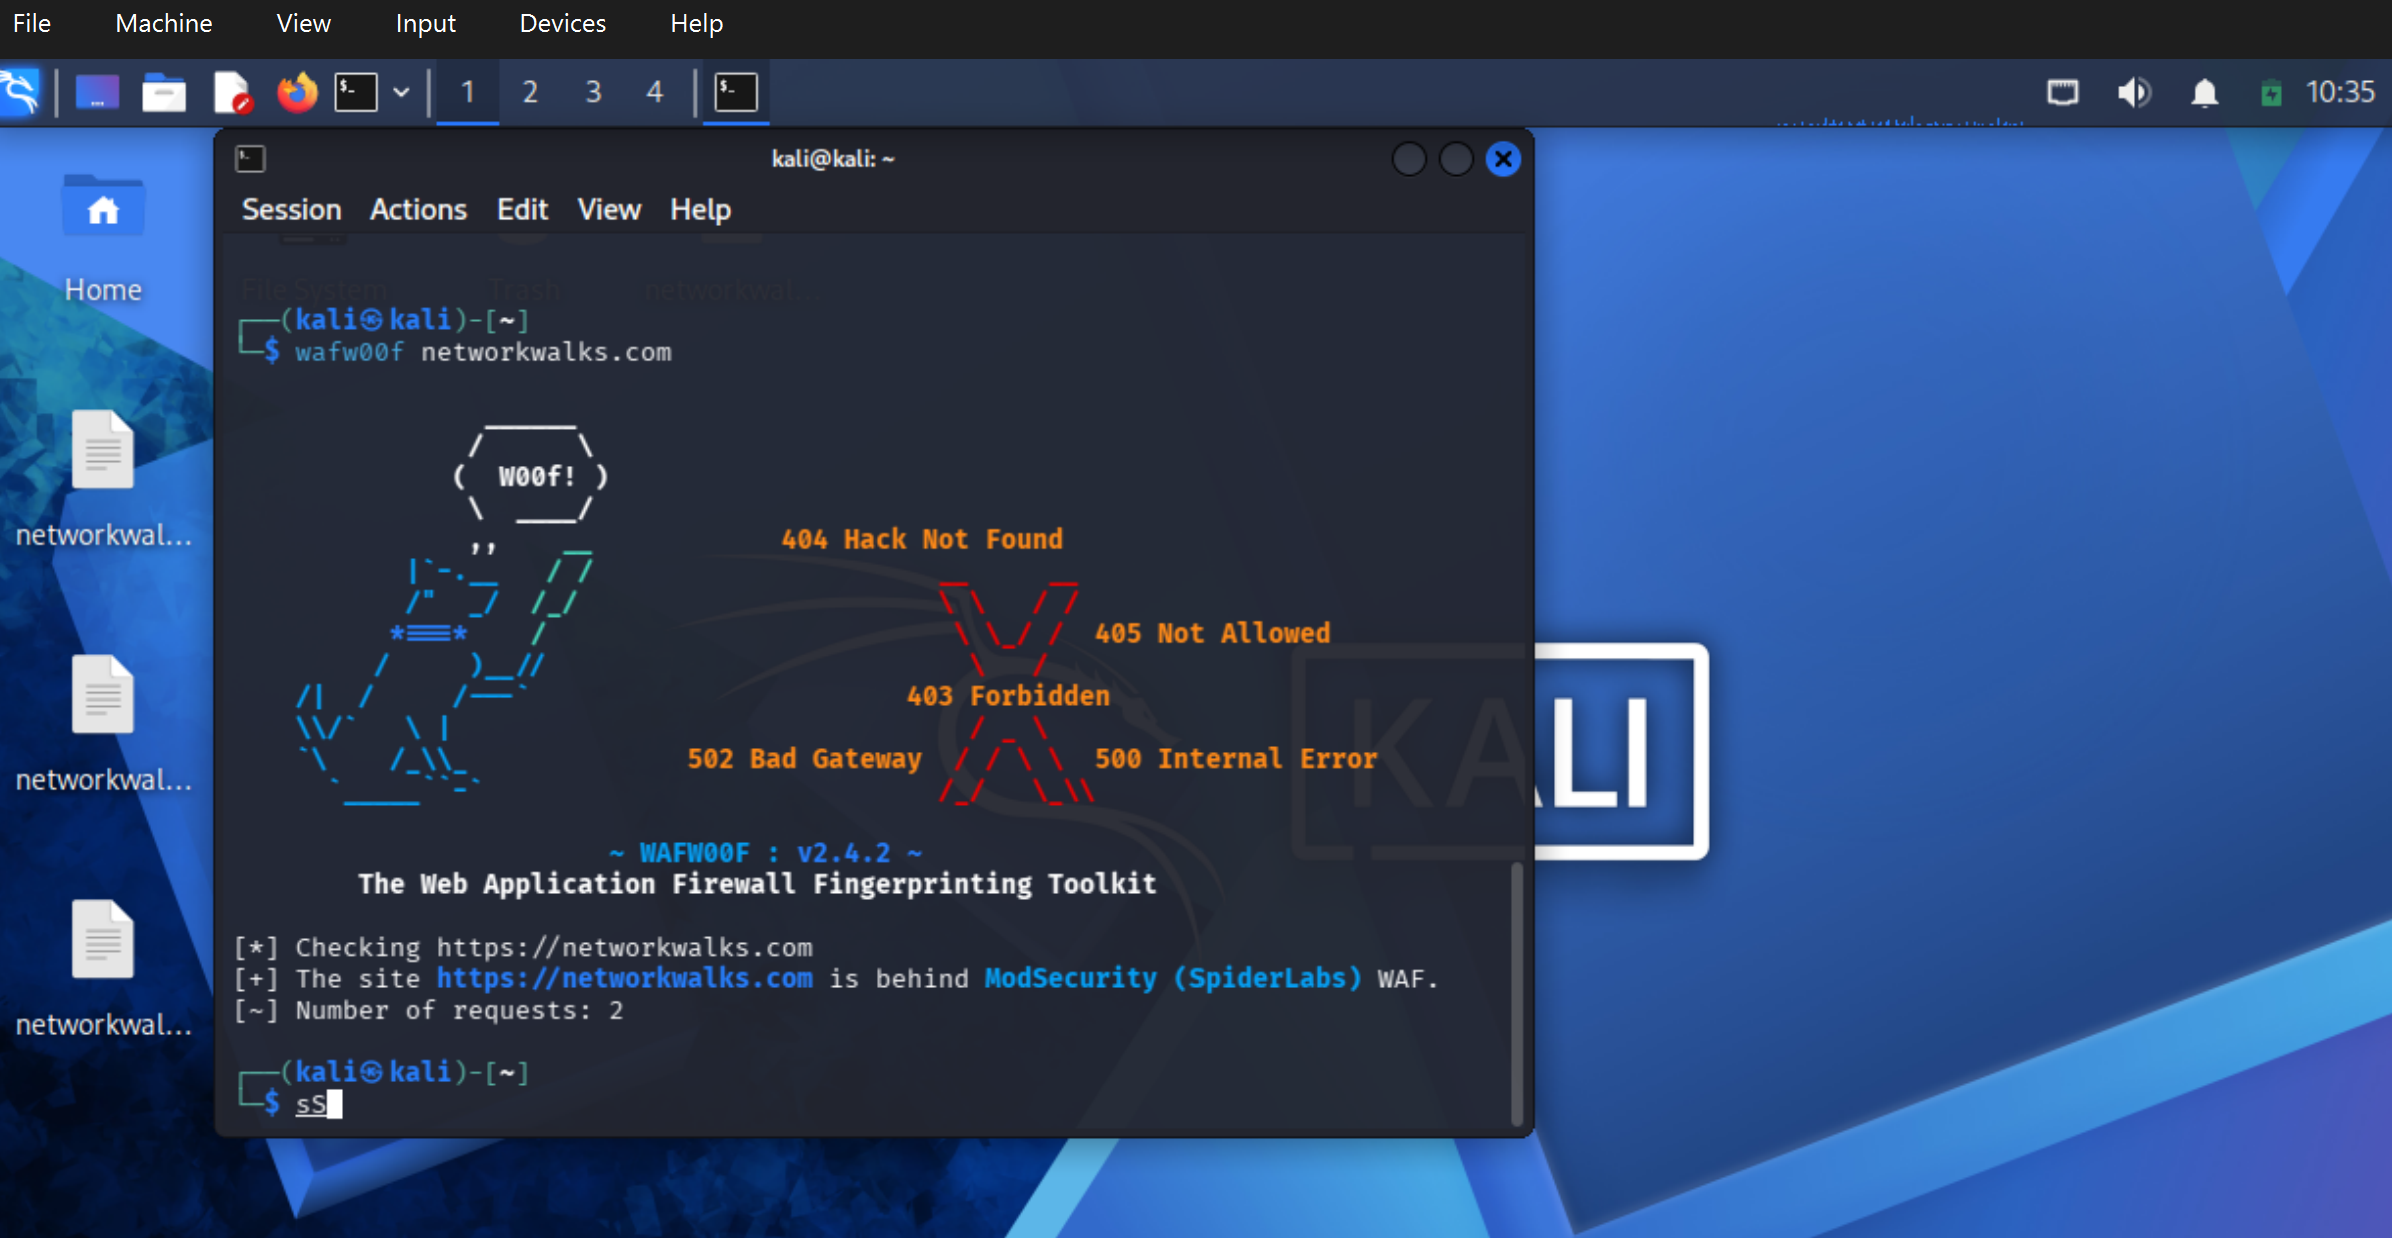 File Machine View Input Devices Help
1 2 3 4 10:35
kali@kali: ~
Session Actions Edit View Help
Home
File System Trash networkwal...
┌──(kali㉿kali)-[~]
└─$ wafw00f networkwalks.com
( W00f! )
404 Hack Not Found
405 Not Allowed
403 Forbidden
502 Bad Gateway 500 Internal Error
~ WAFW00F : v2.4.2 ~
The Web Application Firewall Fingerprinting Toolkit
[*] Checking https://networkwalks.com
[+] The site https://networkwalks.com is behind ModSecurity (SpiderLabs) WAF.
[~] Number of requests: 2
┌──(kali㉿kali)-[~]
└─$ sS
networkwal...
networkwal...
networkwal...
KALI